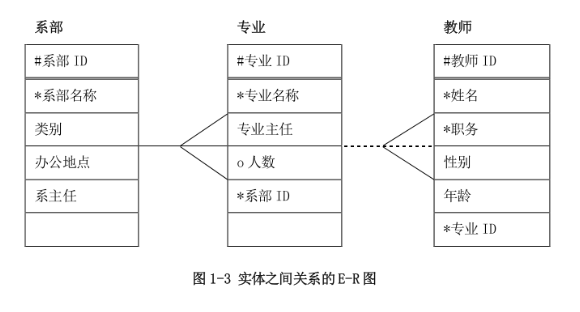 系部
#系部 ID
*系部名称
类别
办公地点
系主任
专业
#专业 ID
*专业名称
专业主任
o 人数
*系部 ID
教师
#教师 ID
*姓名
*职务
性别
年龄
*专业 ID
图 1-3 实体之间关系的 E-R 图